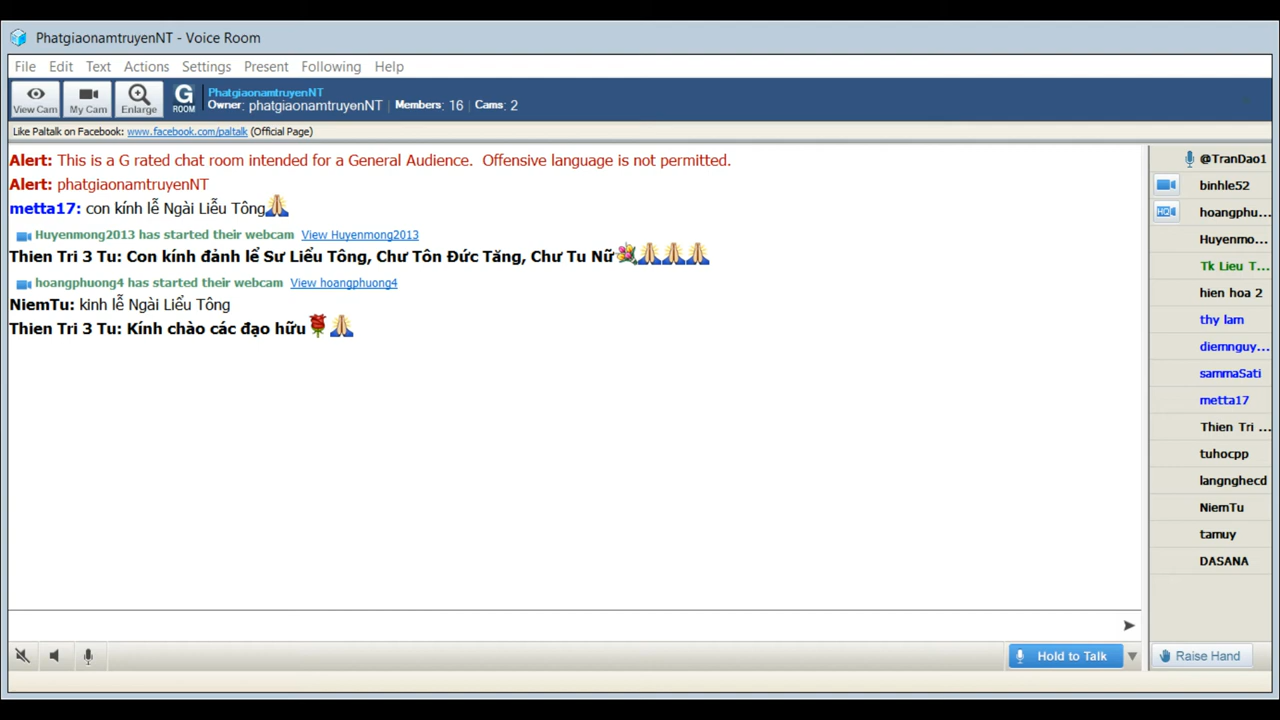 PhatgiaonamtruyenNT - Voice Room
File Edit Text Actions Settings Present Following Help
View Cam My Cam Enlarge G ROOM
PhatgiaonamtruyenNT
Owner: phatgiaonamtruyenNT Members: 16 Cams: 2
Like Paltalk on Facebook: www.facebook.com/paltalk (Official Page)
Alert: This is a G rated chat room intended for a General Audience. Offensive language is not permitted.
Alert: phatgiaonamtruyenNT
metta17: con kính lễ Ngài Liễu Tông
Huyenmong2013 has started their webcam View Huyenmong2013
Thien Tri 3 Tu: Con kính đảnh lể Sư Liểu Tông, Chư Tôn Đức Tăng, Chư Tu Nữ
hoangphuong4 has started their webcam View hoangphuong4
NiemTu: kinh lễ Ngài Liểu Tông
Thien Tri 3 Tu: Kính chào các đạo hữu
@TranDao1
binhle52
HQ hoangphu...
Huyenmo...
Tk Lieu T...
hien hoa 2
thy lam
diemnguy...
sammaSati
metta17
Thien Tri ...
tuhocpp
langnghecd
NiemTu
tamuy
DASANA
Hold to Talk
Raise Hand